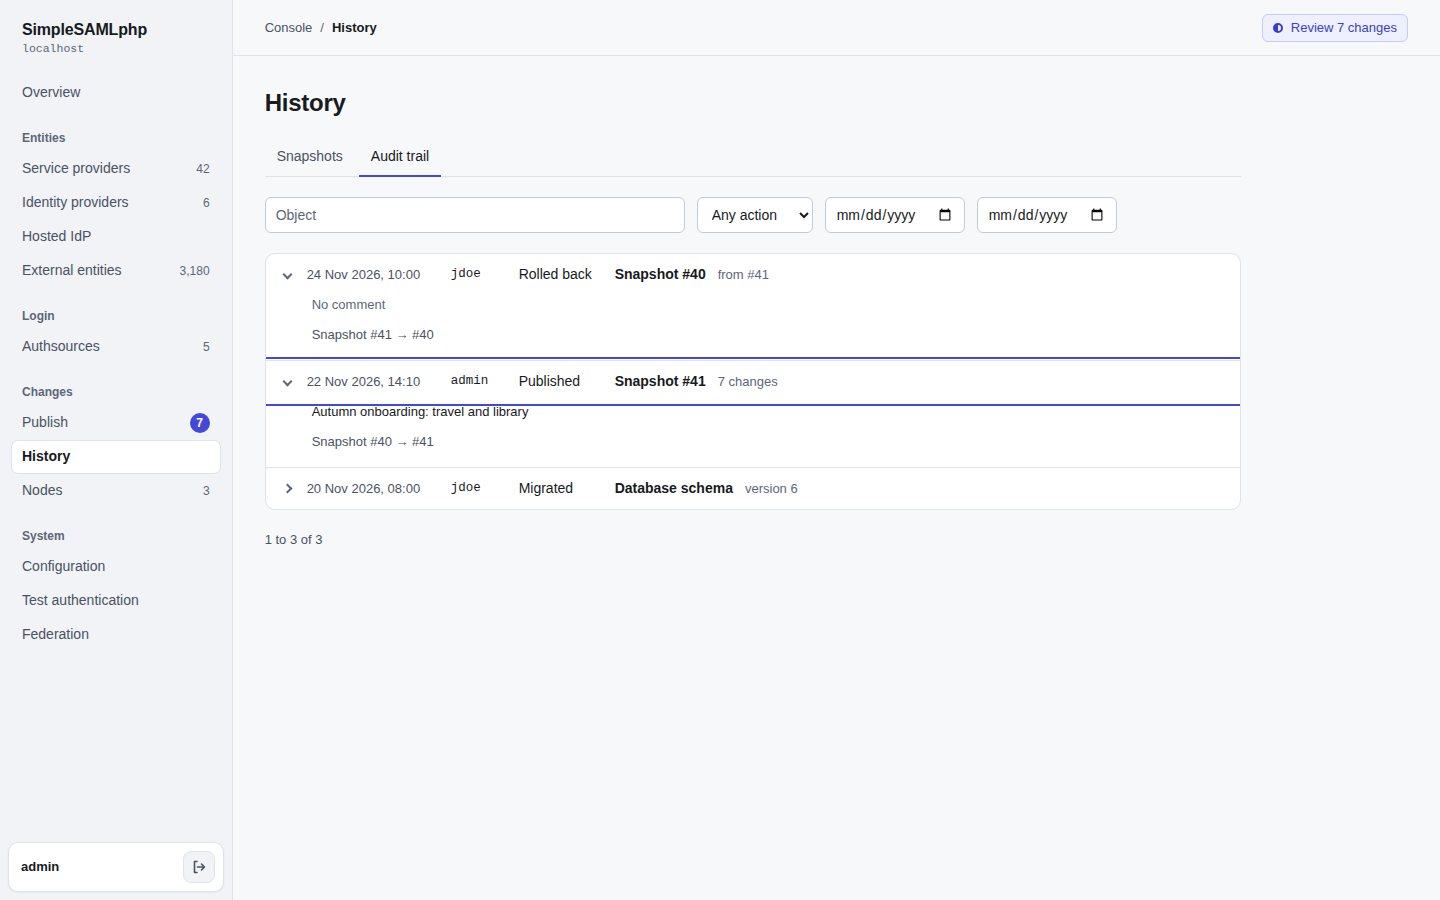 SimpleSAMLphp
localhost
Overview
Entities
Service providers 42
Identity providers 6
Hosted IdP
External entities 3,180
Login
Authsources 5
Changes
Publish 7
History
Nodes 3
System
Configuration
Test authentication
Federation
admin
Console / History
Review 7 changes
History
Snapshots Audit trail
Object Any action mm/dd/yyyy mm/dd/yyyy
24 Nov 2026, 10:00 jdoe Rolled back Snapshot #40 from #41
No comment
Snapshot #41 → #40
22 Nov 2026, 14:10 admin Published Snapshot #41 7 changes
Autumn onboarding: travel and library
Snapshot #40 → #41
20 Nov 2026, 08:00 jdoe Migrated Database schema version 6
1 to 3 of 3